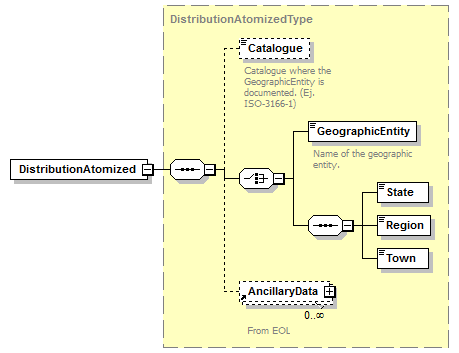 DistributionAtomizedType
Catalogue
Catalogue where the
GeographicEntity is
documented. (Ej.
ISO-3166-1)
GeographicEntity
Name of the geographic
entity.
DistributionAtomized
State
Region
Town
AncillaryData
0..∞
From EOL